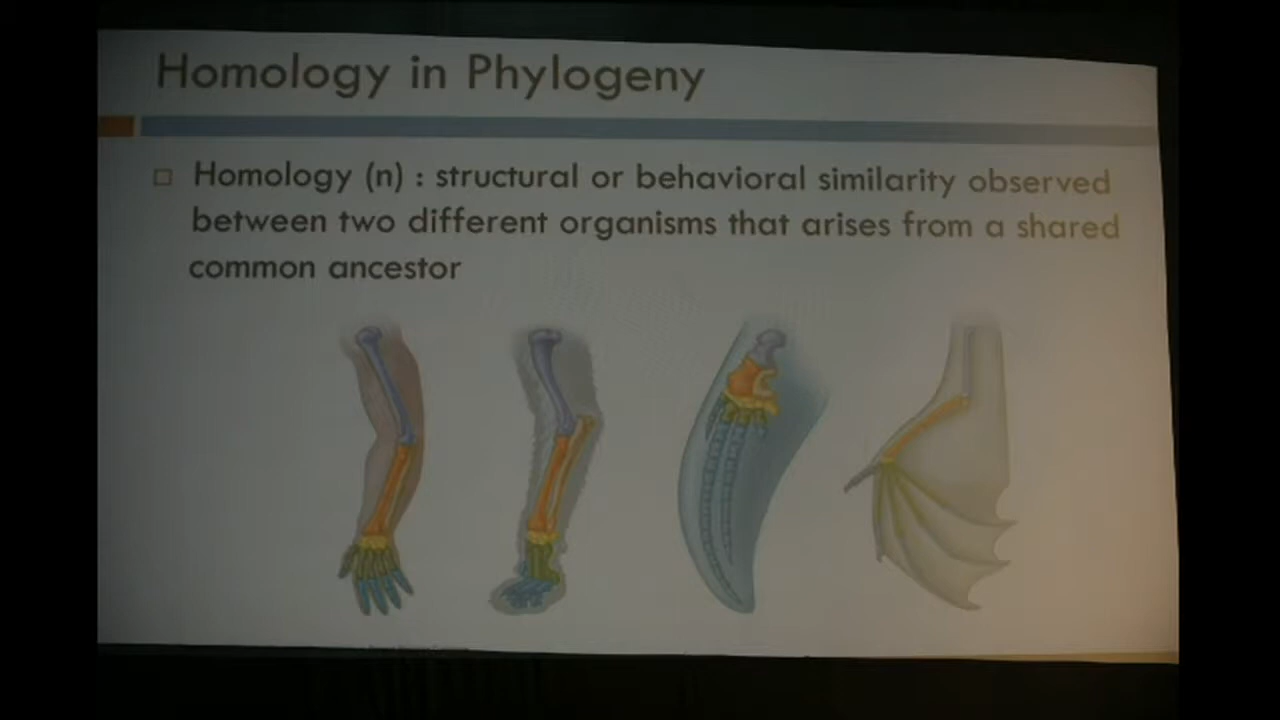 Homology in Phylogeny
Homology (n) : structural or behavioral similarity observed
between two different organisms that arises from a shared
common ancestor